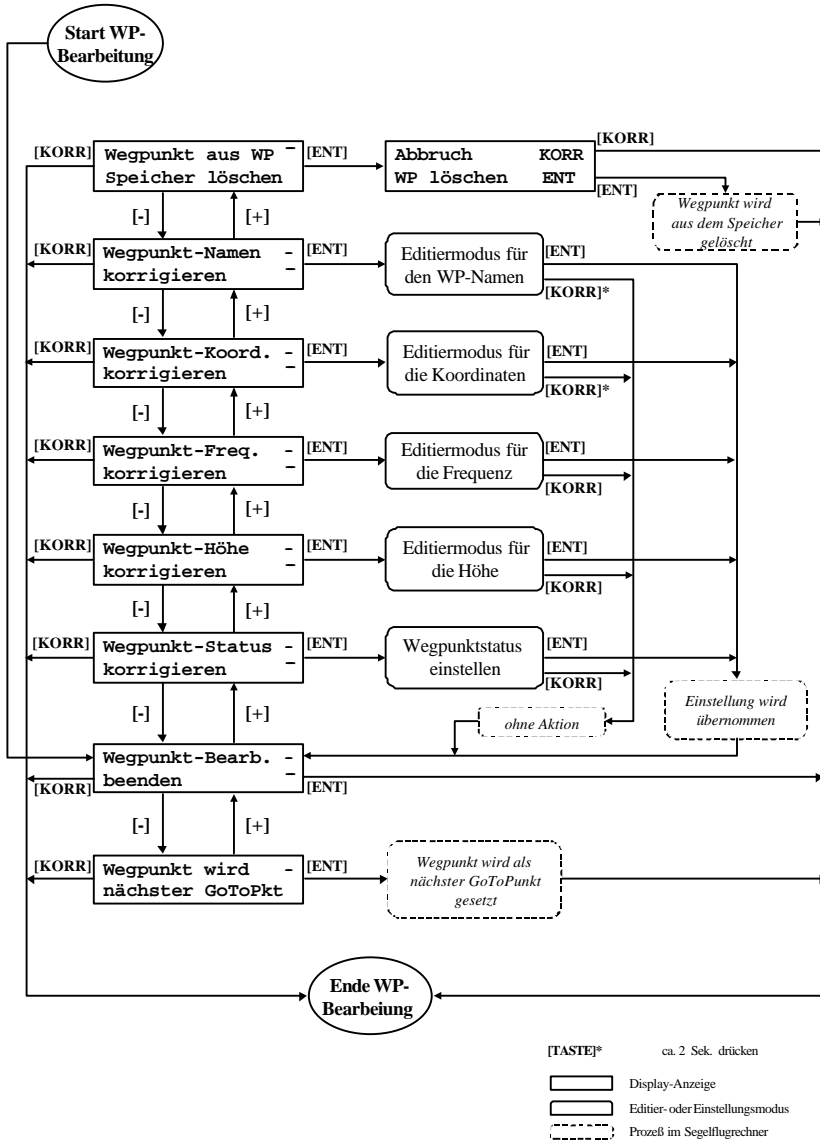 Start WP-
Bearbeitung
[KORR]
Wegpunkt aus WP -
Speicher löschen
[ENT]
Abbruch KORR
WP löschen ENT
[KORR]
[ENT]
Wegpunkt wird
aus dem Speicher
gelöscht
[-] [+]
[KORR]
Wegpunkt-Namen -
korrigieren -
[ENT]
Editiermodus für
den WP-Namen
[ENT]
[KORR]*
[-] [+]
[KORR]
Wegpunkt-Koord. -
korrigieren -
[ENT]
Editiermodus für
die Koordinaten
[ENT]
[KORR]*
[-] [+]
[KORR]
Wegpunkt-Freq. -
korrigieren -
[ENT]
Editiermodus für
die Frequenz
[ENT]
[KORR]
[-] [+]
[KORR]
Wegpunkt-Höhe -
korrigieren -
[ENT]
Editiermodus für
die Höhe
[ENT]
[KORR]
[-] [+]
[KORR]
Wegpunkt-Status -
korrigieren -
[ENT]
Wegpunktstatus
einstellen
[ENT]
[KORR]
[-] [+]
ohne Aktion
Einstellung wird
übernommen
Wegpunkt-Bearb. -
beenden -
[KORR]
[ENT]
[-] [+]
[KORR]
Wegpunkt wird -
nächster GoToPkt
[ENT]
Wegpunkt wird als
nächster GoToPunkt
gesetzt
Ende WP-
Bearbeiung
[TASTE]* ca. 2 Sek. drücken
Display-Anzeige
Editier- oder Einstellungsmodus
Prozeß im Segelflugrechner